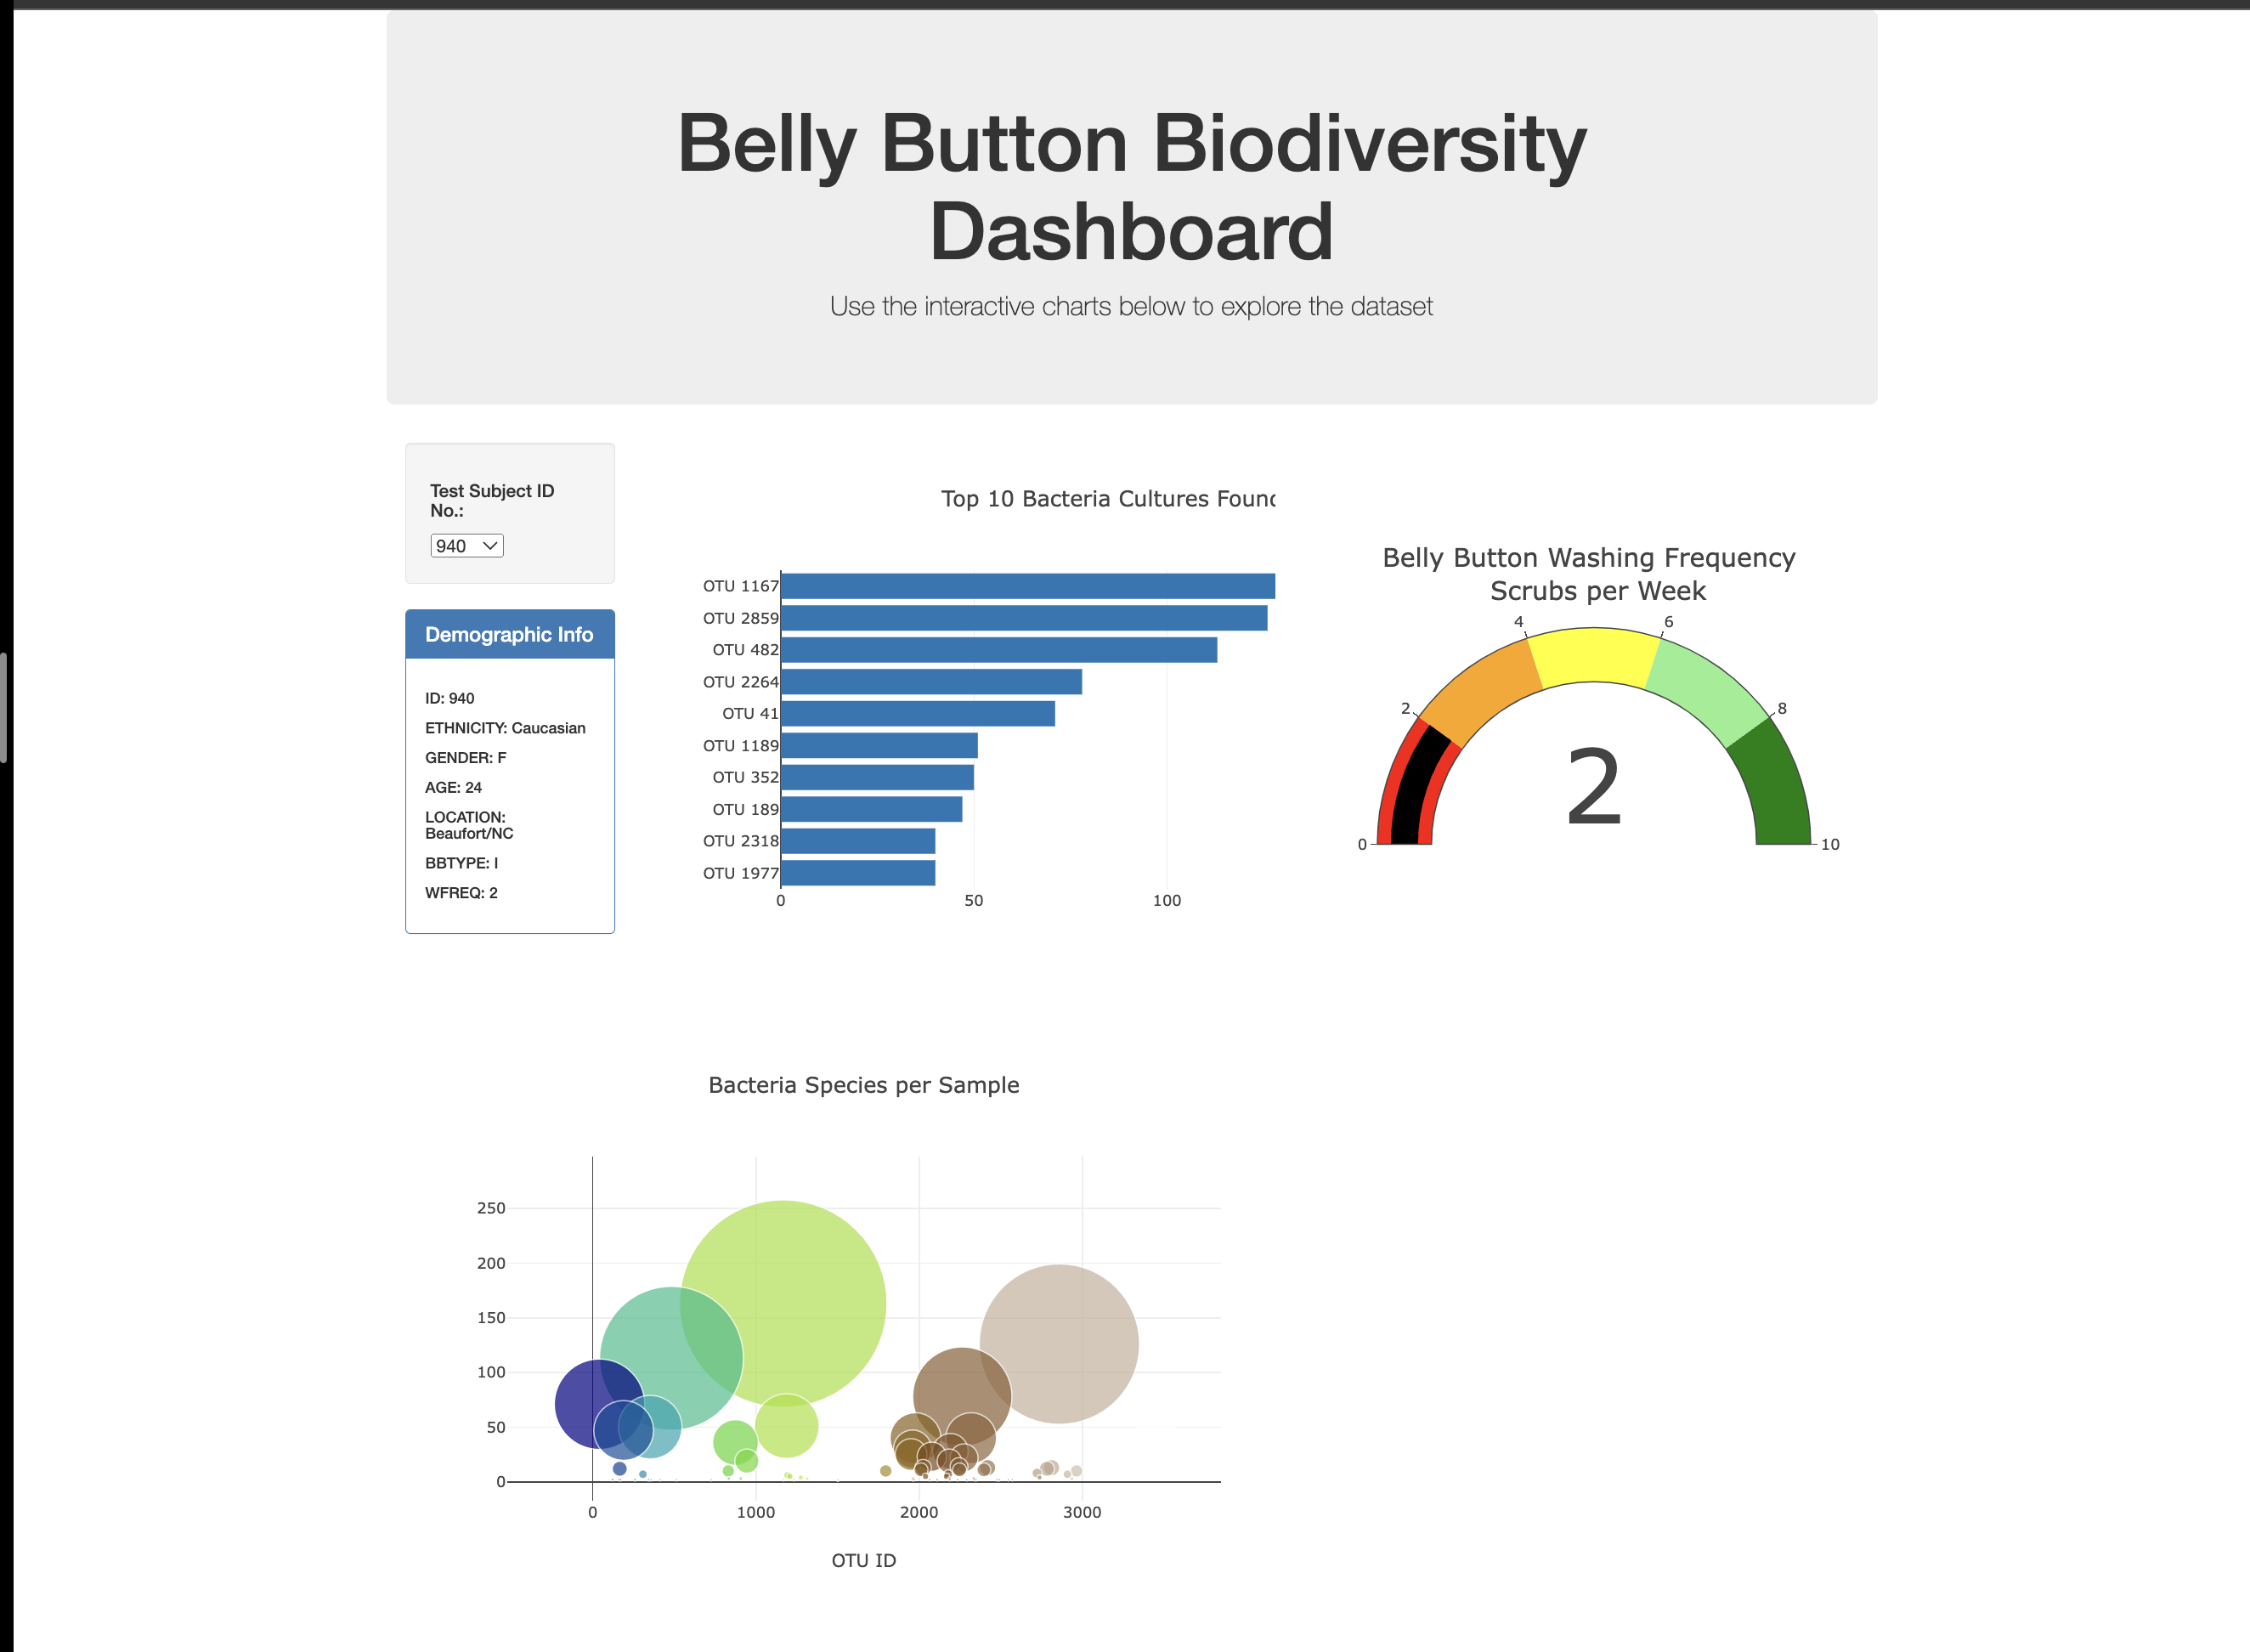 Belly Button Biodiversity
Dashboard
Use the interactive charts below to explore the dataset
Test Subject ID
No.:
940
Demographic Info
ID: 940
ETHNICITY: Caucasian
GENDER: F
AGE: 24
LOCATION:
Beaufort/NC
BBTYPE: I
WFREQ: 2
Top 10 Bacteria Cultures Found
OTU 1167
OTU 2859
OTU 482
OTU 2264
OTU 41
OTU 1189
OTU 352
OTU 189
OTU 2318
OTU 1977
0 50 100
Belly Button Washing Frequency
Scrubs per Week
4 6
2 8
2
0 10
Bacteria Species per Sample
250
200
150
100
50
0
0 1000 2000 3000
OTU ID